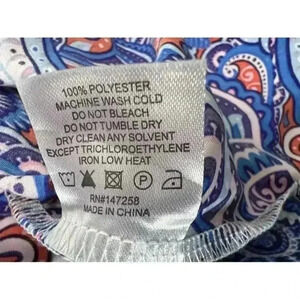 100% POLYESTER
MACHINE WASH COLD
DO NOT BLEACH
DO NOT TUMBLE DRY
DRY CLEAN ANY SOLVENT
EXCEPT TRICHLOROETHYLENE
IRON LOW HEAT
P
RN#147258
MADE IN CHINA